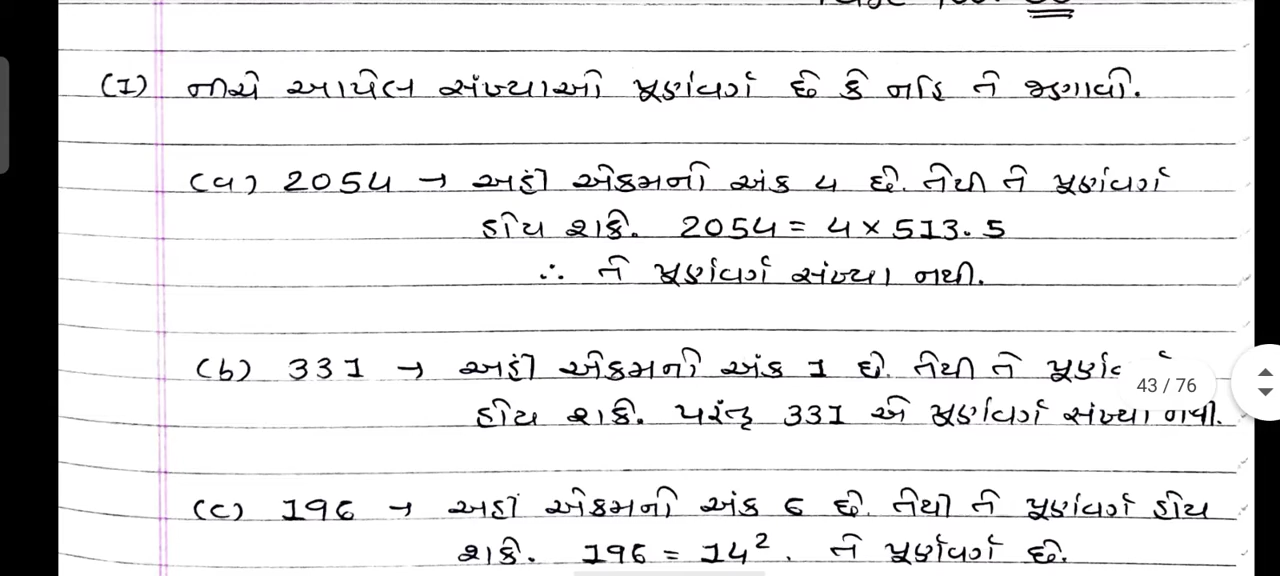 (I) નીચે આપેલ સંખ્યાઓ પૂર્ણવર્ગ છે કે નહિ તે જણાવો.
(a) 2054 → અહીં એકમનો અંક 4 છે. તેથી તે પૂર્ણવર્ગ
હોય શકે. 2054 = 4 × 513.5
∴ તે પૂર્ણવર્ગ સંખ્યા નથી.
(b) 331 → અહીં એકમનો અંક 1 છે. તેથી તે
43 / 76
હોય શકે. પરંતુ 331 એ પૂર્ણવર્ગ સંખ્યા નથી.
(c) 196 → અહીં એકમનો અંક 6 છે. તેથી તે પૂર્ણવર્ગ હોય
શકે. 196 = 14². તે પૂર્ણવર્ગ છે.